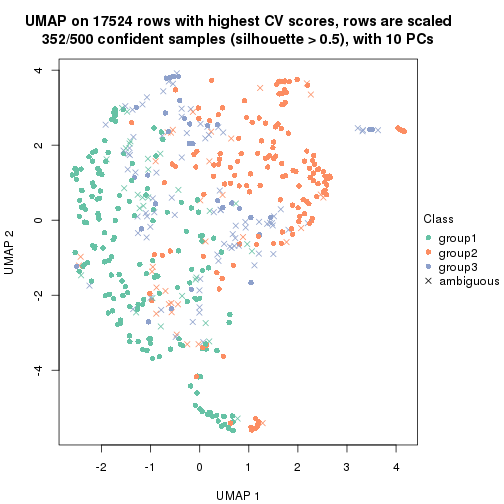 UMAP on 17524 rows with highest CV scores, rows are scaled
352/500 confident samples (silhouette > 0.5), with 10 PCs
4
2
0
-2
-4
UMAP 2
-2
-1
0
1
2
3
4
UMAP 1
Class
group1
group2
group3
ambiguous